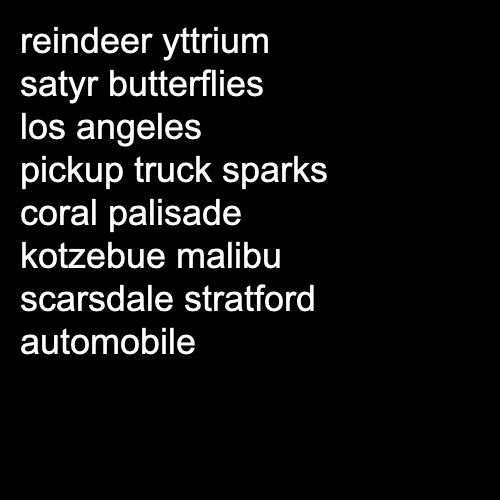 reindeer yttrium
satyr butterflies
los angeles
pickup truck sparks
coral palisade
kotzebue malibu
scarsdale stratford
automobile